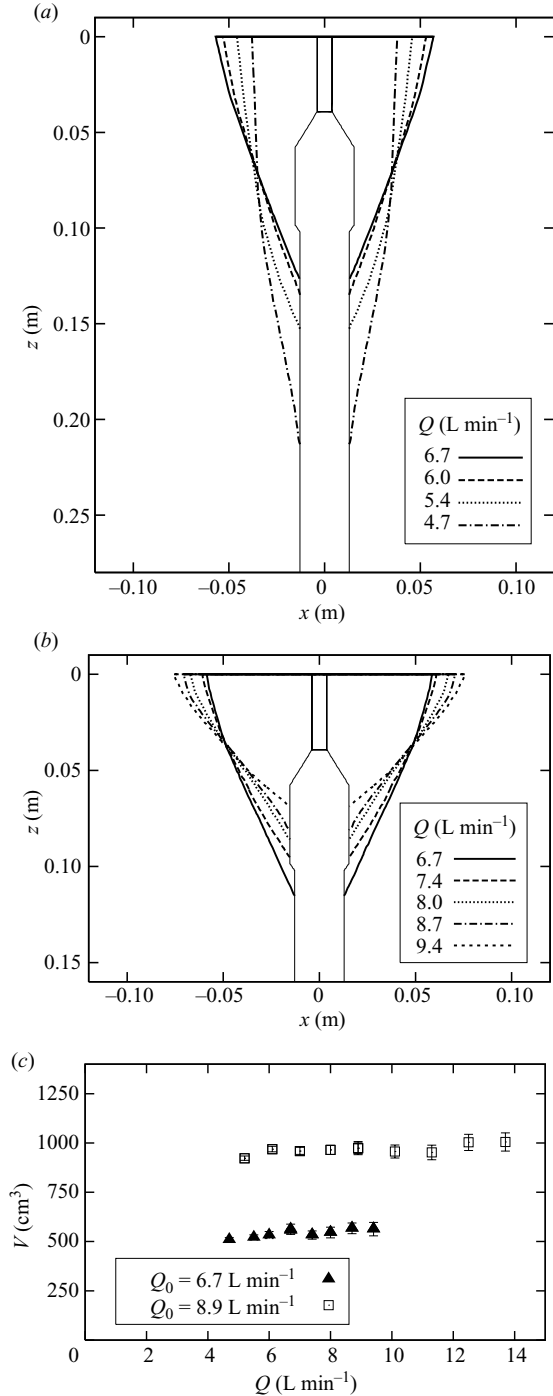 (a)
0
0.05
0.10
0.15
0.20
0.25
z (m)
Q (L min–1)
6.7
6.0
5.4
4.7
–0.10 –0.05 0 0.05 0.10
x (m)
(b)
0
0.05
0.10
0.15
z (m)
Q (L min–1)
6.7
7.4
8.0
8.7
9.4
–0.10 –0.05 0 0.05 0.10
x (m)
(c)
1250
1000
750
500
250
V (cm3)
Q0 = 6.7 L min–1
Q0 = 8.9 L min–1
0 2 4 6 8 10 12 14
Q (L min–1)